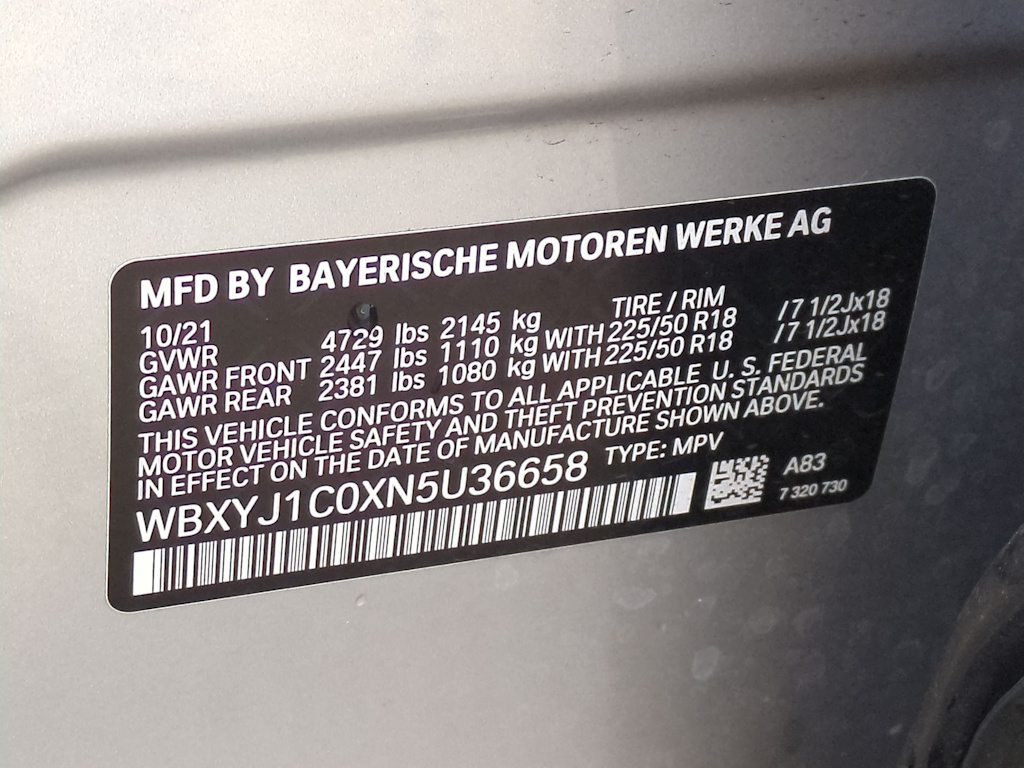 MFD BY BAYERISCHE MOTOREN WERKE AG
10/21 TIRE / RIM
GVWR 4729 lbs 2145 kg
GAWR FRONT 2447 lbs 1110 kg WITH 225/50 R18 /7 1/2Jx18
GAWR REAR 2381 lbs 1080 kg WITH 225/50 R18 /7 1/2Jx18
THIS VEHICLE CONFORMS TO ALL APPLICABLE U. S. FEDERAL
MOTOR VEHICLE SAFETY AND THEFT PREVENTION STANDARDS
IN EFFECT ON THE DATE OF MANUFACTURE SHOWN ABOVE.
WBXYJ1C0XN5U36658 TYPE: MPV
A83
7 320 730